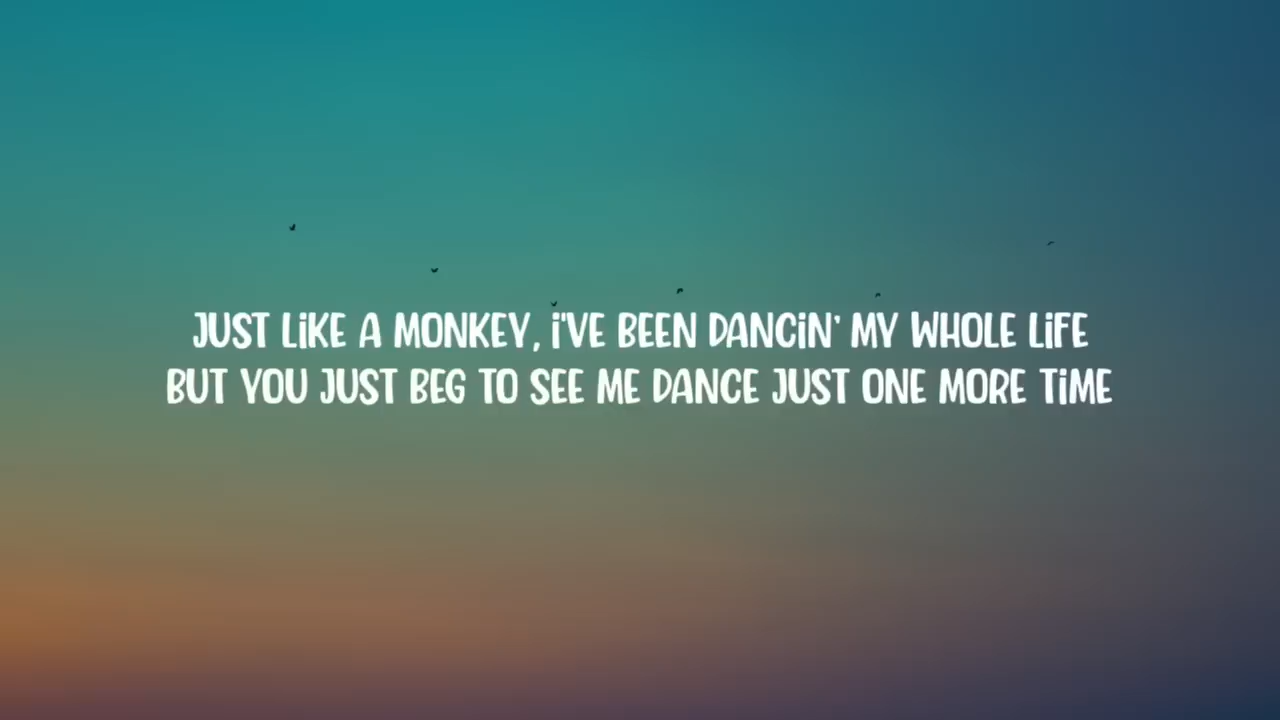 JUST LiKE A MONKEY, i'VE BEEN DANCiN' MY WHOLE LiFE
BUT YOU JUST BEG TO SEE ME DANCE JUST ONE MORE TiME